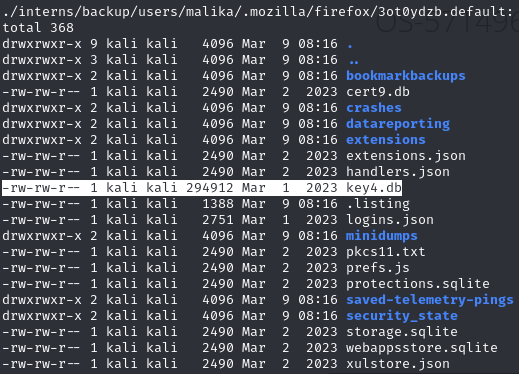 ./interns/backup/users/malika/.mozilla/firefox/3ot0ydzb.default:
total 368
drwxrwxr-x 9 kali kali   4096 Mar  9 08:16 .
drwxrwxr-x 3 kali kali   4096 Mar  9 08:16 ..
drwxrwxr-x 2 kali kali   4096 Mar  9 08:16 bookmarkbackups
-rw-rw-r-- 1 kali kali   2490 Mar  2  2023 cert9.db
drwxrwxr-x 2 kali kali   4096 Mar  9 08:16 crashes
drwxrwxr-x 2 kali kali   4096 Mar  9 08:16 datareporting
drwxrwxr-x 2 kali kali   4096 Mar  9 08:16 extensions
-rw-rw-r-- 1 kali kali   2490 Mar  2  2023 extensions.json
-rw-rw-r-- 1 kali kali   2490 Mar  2  2023 handlers.json
-rw-rw-r-- 1 kali kali 294912 Mar  1  2023 key4.db
-rw-rw-r-- 1 kali kali   1388 Mar  9 08:16 .listing
-rw-rw-r-- 1 kali kali   2751 Mar  1  2023 logins.json
drwxrwxr-x 2 kali kali   4096 Mar  9 08:16 minidumps
-rw-rw-r-- 1 kali kali   2490 Mar  2  2023 pkcs11.txt
-rw-rw-r-- 1 kali kali   2490 Mar  2  2023 prefs.js
-rw-rw-r-- 1 kali kali   2490 Mar  2  2023 protections.sqlite
drwxrwxr-x 2 kali kali   4096 Mar  9 08:16 saved-telemetry-pings
drwxrwxr-x 2 kali kali   4096 Mar  9 08:16 security_state
-rw-rw-r-- 1 kali kali   2490 Mar  2  2023 storage.sqlite
-rw-rw-r-- 1 kali kali   2490 Mar  2  2023 webappsstore.sqlite
-rw-rw-r-- 1 kali kali   2490 Mar  2  2023 xulstore.json